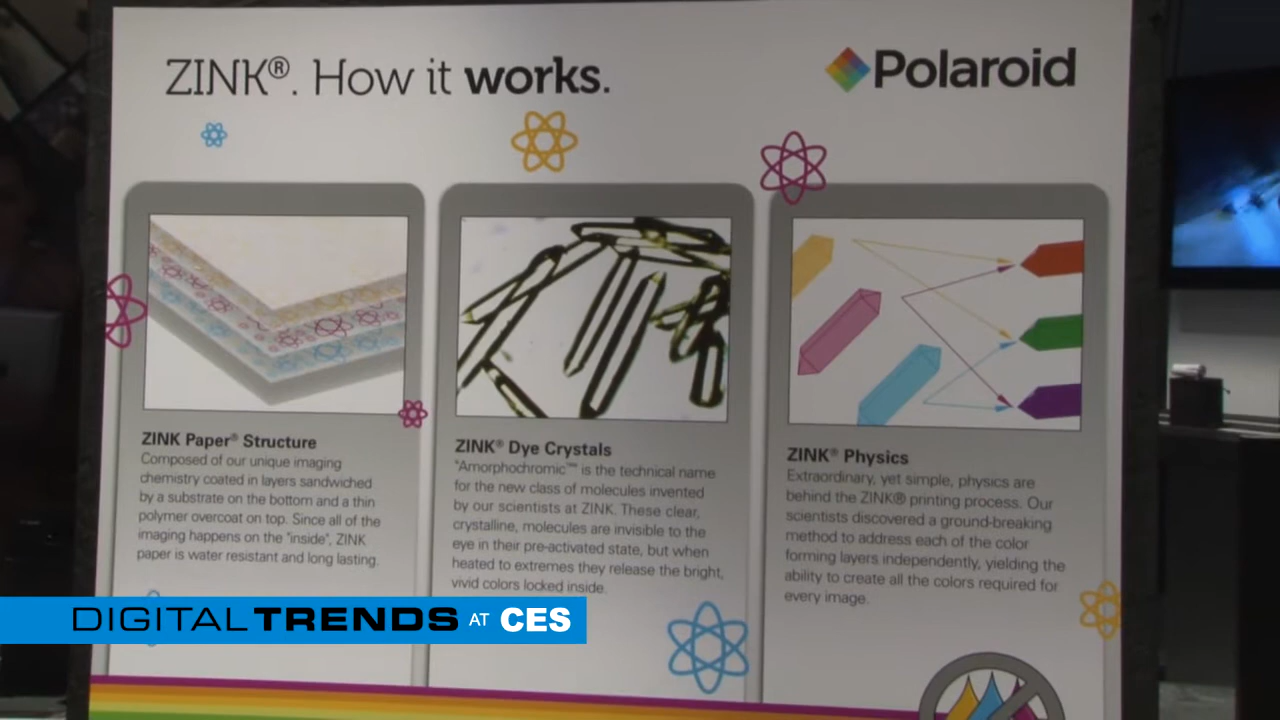 ZINK®. How it works.
Polaroid
ZINK Paper® Structure
Composed of our unique imaging
chemistry coated in layers sandwiched
by a substrate on the bottom and a thin
polymer overcoat on top. Since all of the
imaging happens on the "inside", ZINK
paper is water resistant and long lasting.
ZINK® Dye Crystals
"Amorphochromic"™ is the technical name
for the new class of molecules invented
by our scientists at ZINK. These clear,
crystalline, molecules are invisible to the
eye in their pre-activated state, but when
heated to extremes they release the bright,
vivid colors locked inside.
ZINK® Physics
Extraordinary, yet simple, physics are
behind the ZINK® printing process. Our
scientists discovered a ground-breaking
method to address each of the color
forming layers independently, yielding the
ability to create all the colors required for
every image.
DIGITAL TRENDS AT CES